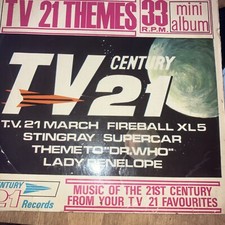 TV 21 THEMES
33
R.P.M.
mini
album
CENTURY
TV 21
T.V. 21 MARCH FIREBALL XL5
STINGRAY SUPERCAR
THEME TO "DR. WHO"
LADY PENELOPE
CENTURY
21
Records
MUSIC OF THE 21ST CENTURY
FROM YOUR TV 21 FAVOURITES